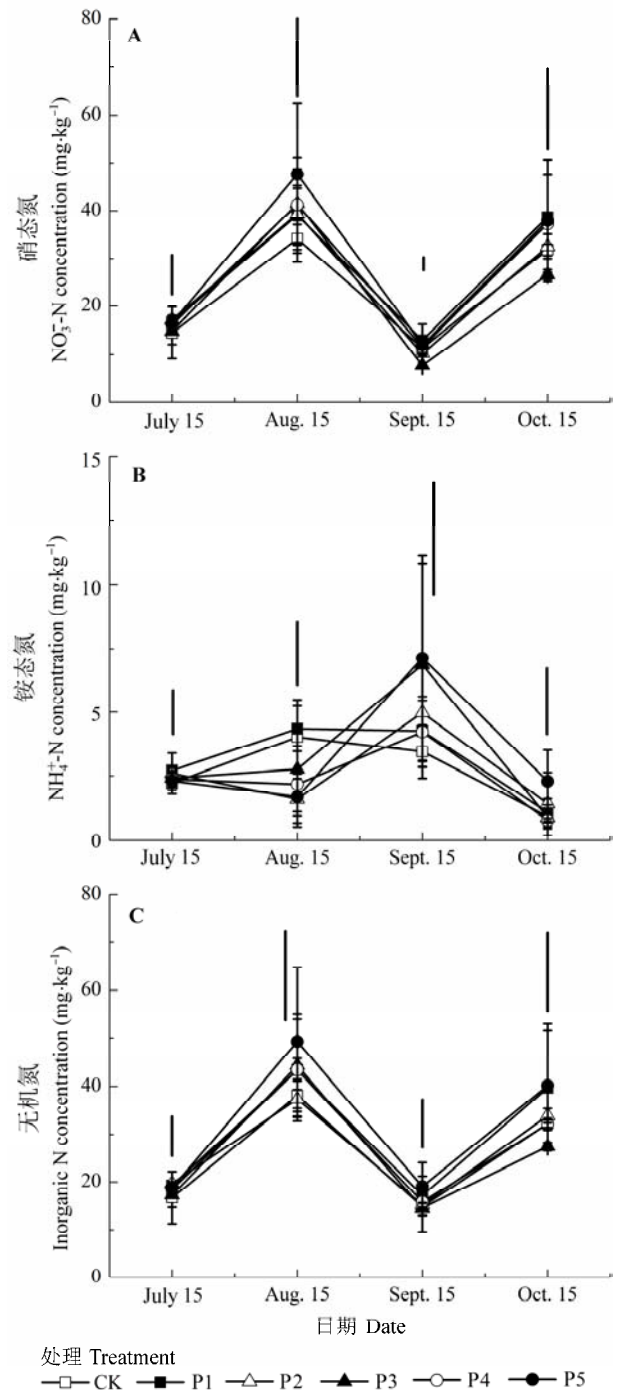 A
80
60
40
20
0
硝态氮
NO₃⁻-N concentration (mg·kg⁻¹)
July 15 Aug. 15 Sept. 15 Oct. 15
B
15
10
5
0
铵态氮
NH₄⁺-N concentration (mg·kg⁻¹)
July 15 Aug. 15 Sept. 15 Oct. 15
C
80
60
40
20
0
无机氮
Inorganic N concentration (mg·kg⁻¹)
July 15 Aug. 15 Sept. 15 Oct. 15
日期 Date
处理 Treatment
CK P1 P2 P3 P4 P5